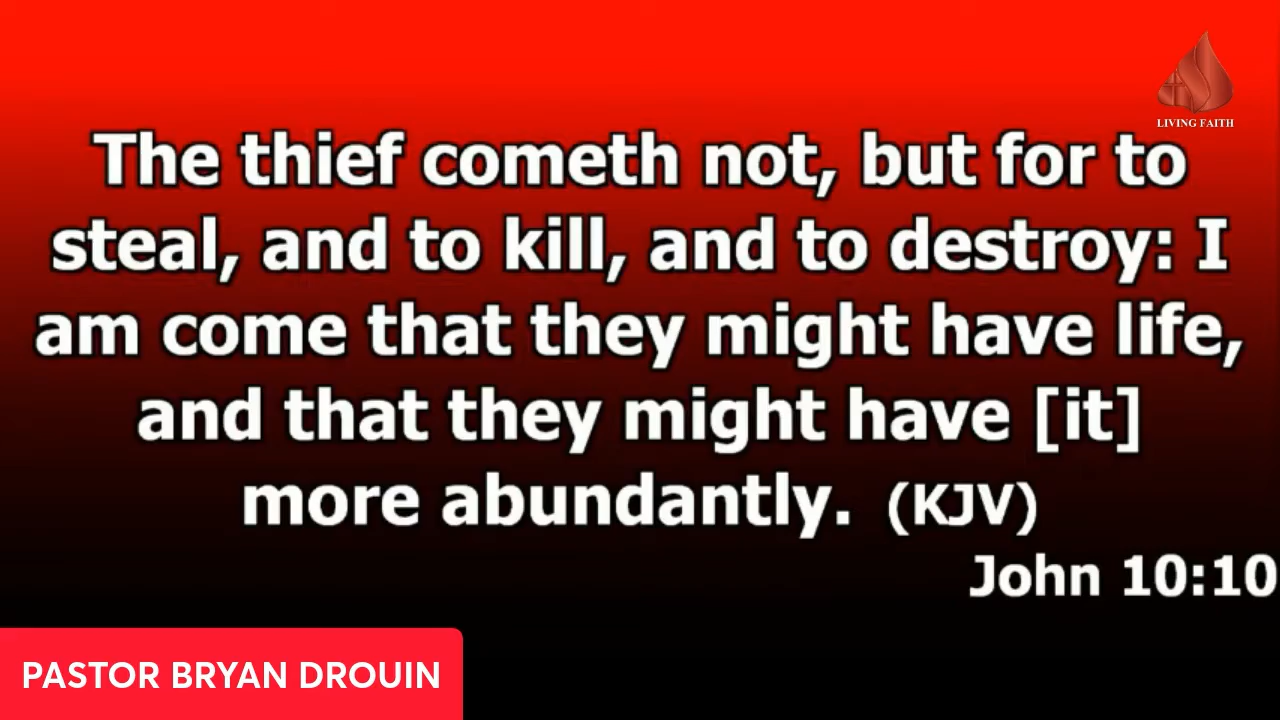 LIVING FAITH
The thief cometh not, but for to
steal, and to kill, and to destroy: I
am come that they might have life,
and that they might have [it]
more abundantly. (KJV)
John 10:10
PASTOR BRYAN DROUIN